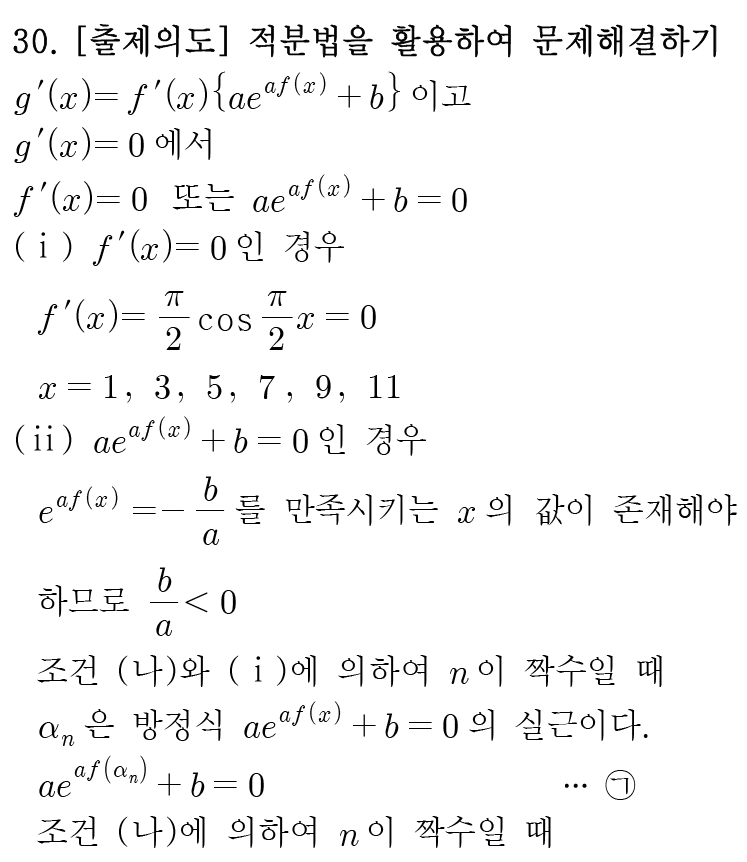 30. [출제의도] 적분법을 활용하여 문제해결하기
g′(x)= f′(x){ae^{af(x)}+b} 이고
g′(x)= 0 에서
f′(x)= 0 또는 ae^{af(x)}+b = 0
(ⅰ) f′(x)= 0 인 경우
f′(x)= \frac{π}{2} cos \frac{π}{2} x = 0
x = 1, 3, 5, 7, 9, 11
(ⅱ) ae^{af(x)}+b = 0 인 경우
e^{af(x)} = -\frac{b}{a} 를 만족시키는 x 의 값이 존재해야
하므로 \frac{b}{a} < 0
조건 (나)와 (ⅰ)에 의하여 n 이 짝수일 때
α_n 은 방정식 ae^{af(x)}+b = 0 의 실근이다.
ae^{af(α_n)}+b = 0 … ㉠
조건 (나)에 의하여 n 이 짝수일 때